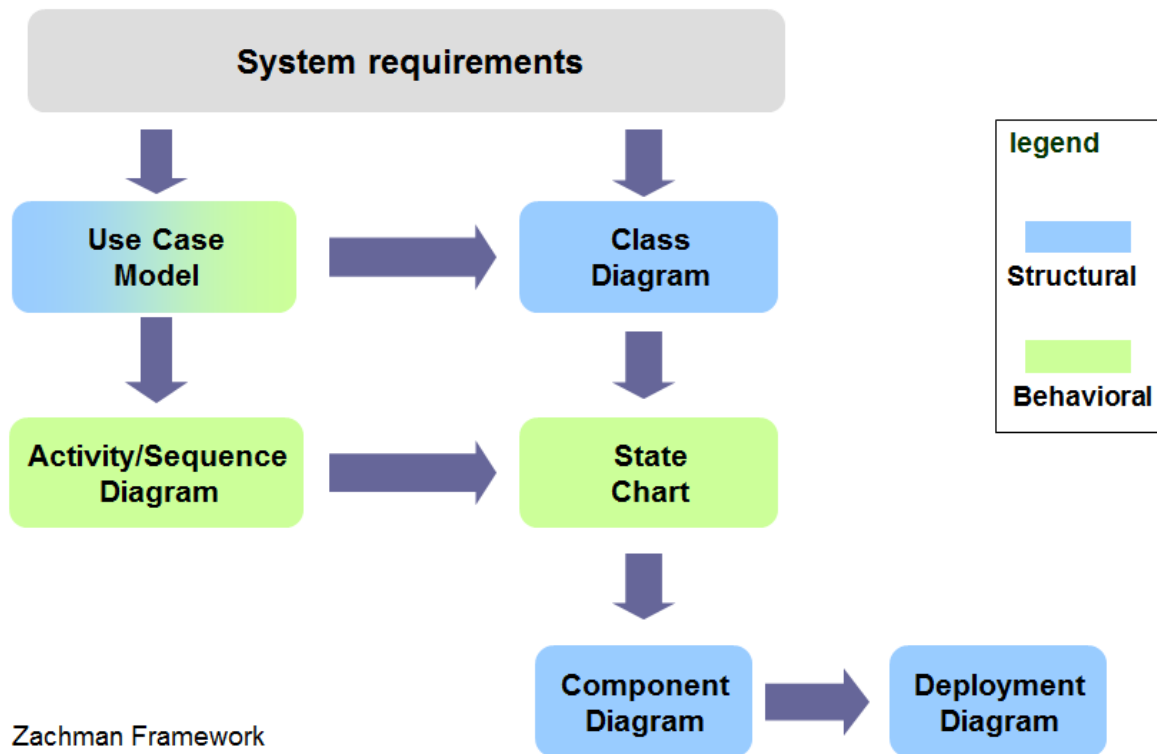 System requirements
legend
Use Case
Model
Class
Diagram
Structural
Behavioral
Activity/Sequence
Diagram
State
Chart
Component
Diagram
Deployment
Diagram
Zachman Framework